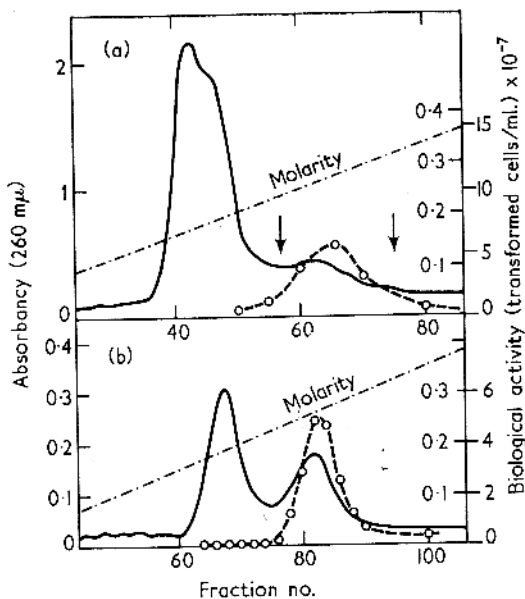 Absorbancy (260 mμ)
(a)
2
1
0
Molarity
0·4
0·3
0·2
0·1
15
10
5
0
40 60 80
(b)
0·4
0·3
0·2
0·1
0
Molarity
0·3
0·2
0·1
6
4
2
0
60 80 100
Fraction no.
Biological activity (transformed cells/ml.) × 10⁻⁷